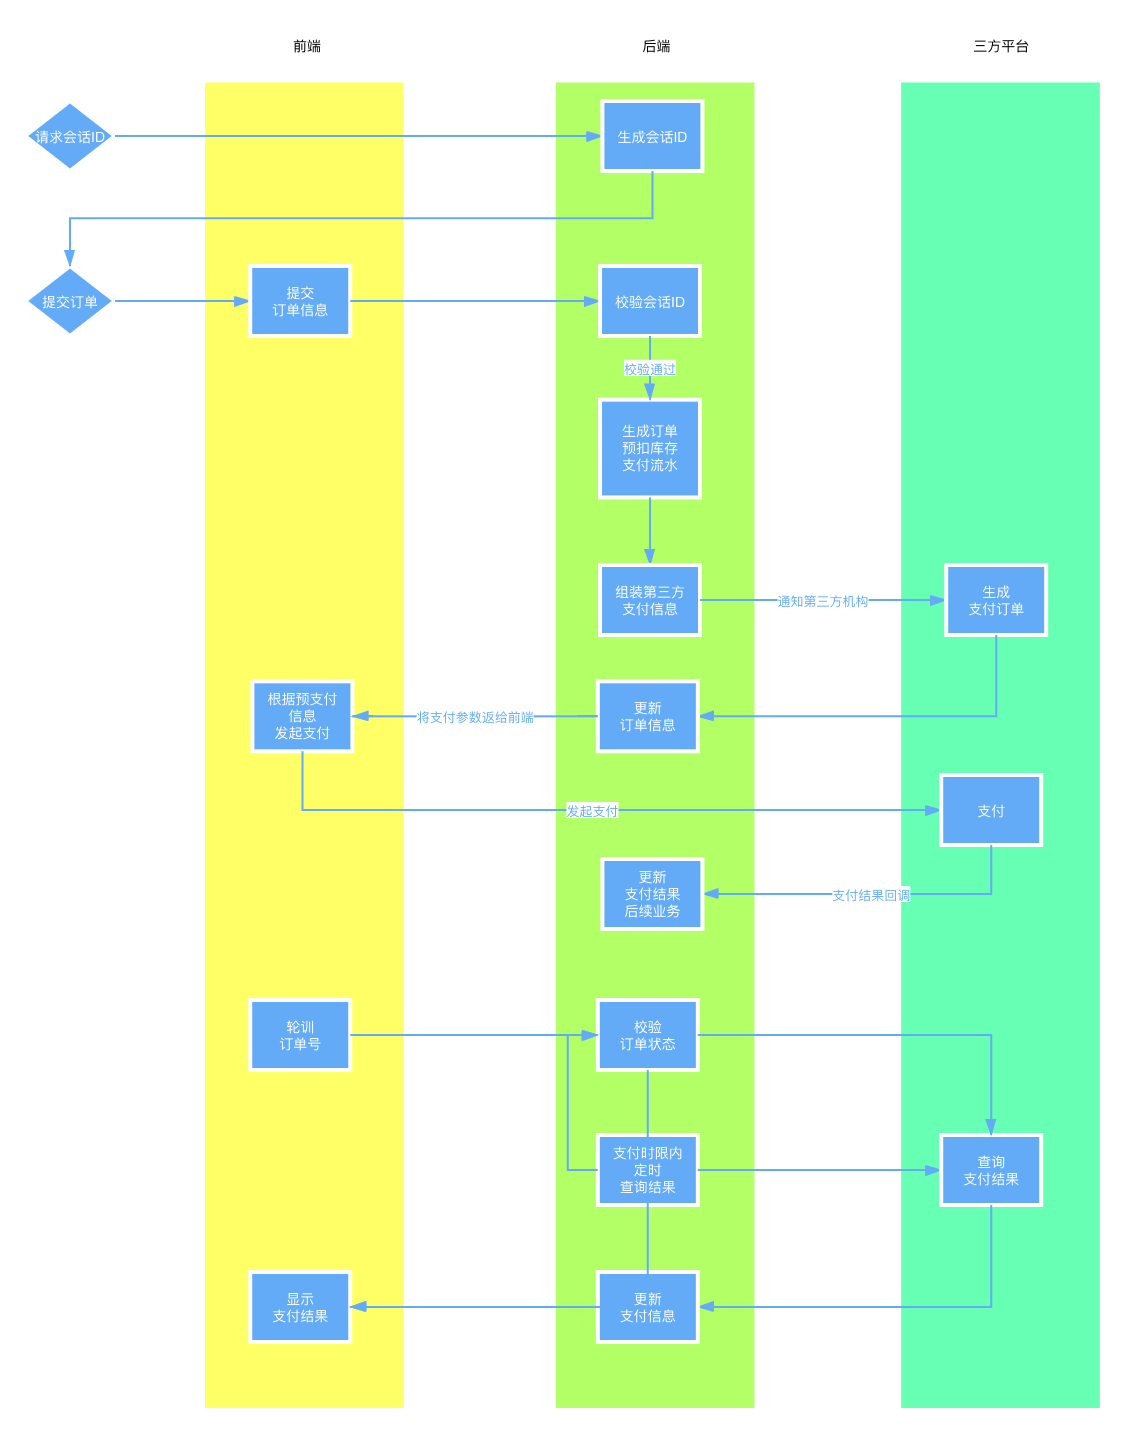 前端
后端
三方平台
请求会话ID
生成会话ID
提交订单
提交
订单信息
校验会话ID
校验通过
生成订单
预扣库存
支付流水
组装第三方
支付信息
通知第三方机构
生成
支付订单
根据预支付
信息
发起支付
将支付参数返给前端
更新
订单信息
发起支付
支付
更新
支付结果
后续业务
支付结果回调
轮训
订单号
校验
订单状态
支付时限内
定时
查询结果
查询
支付结果
显示
支付结果
更新
支付信息